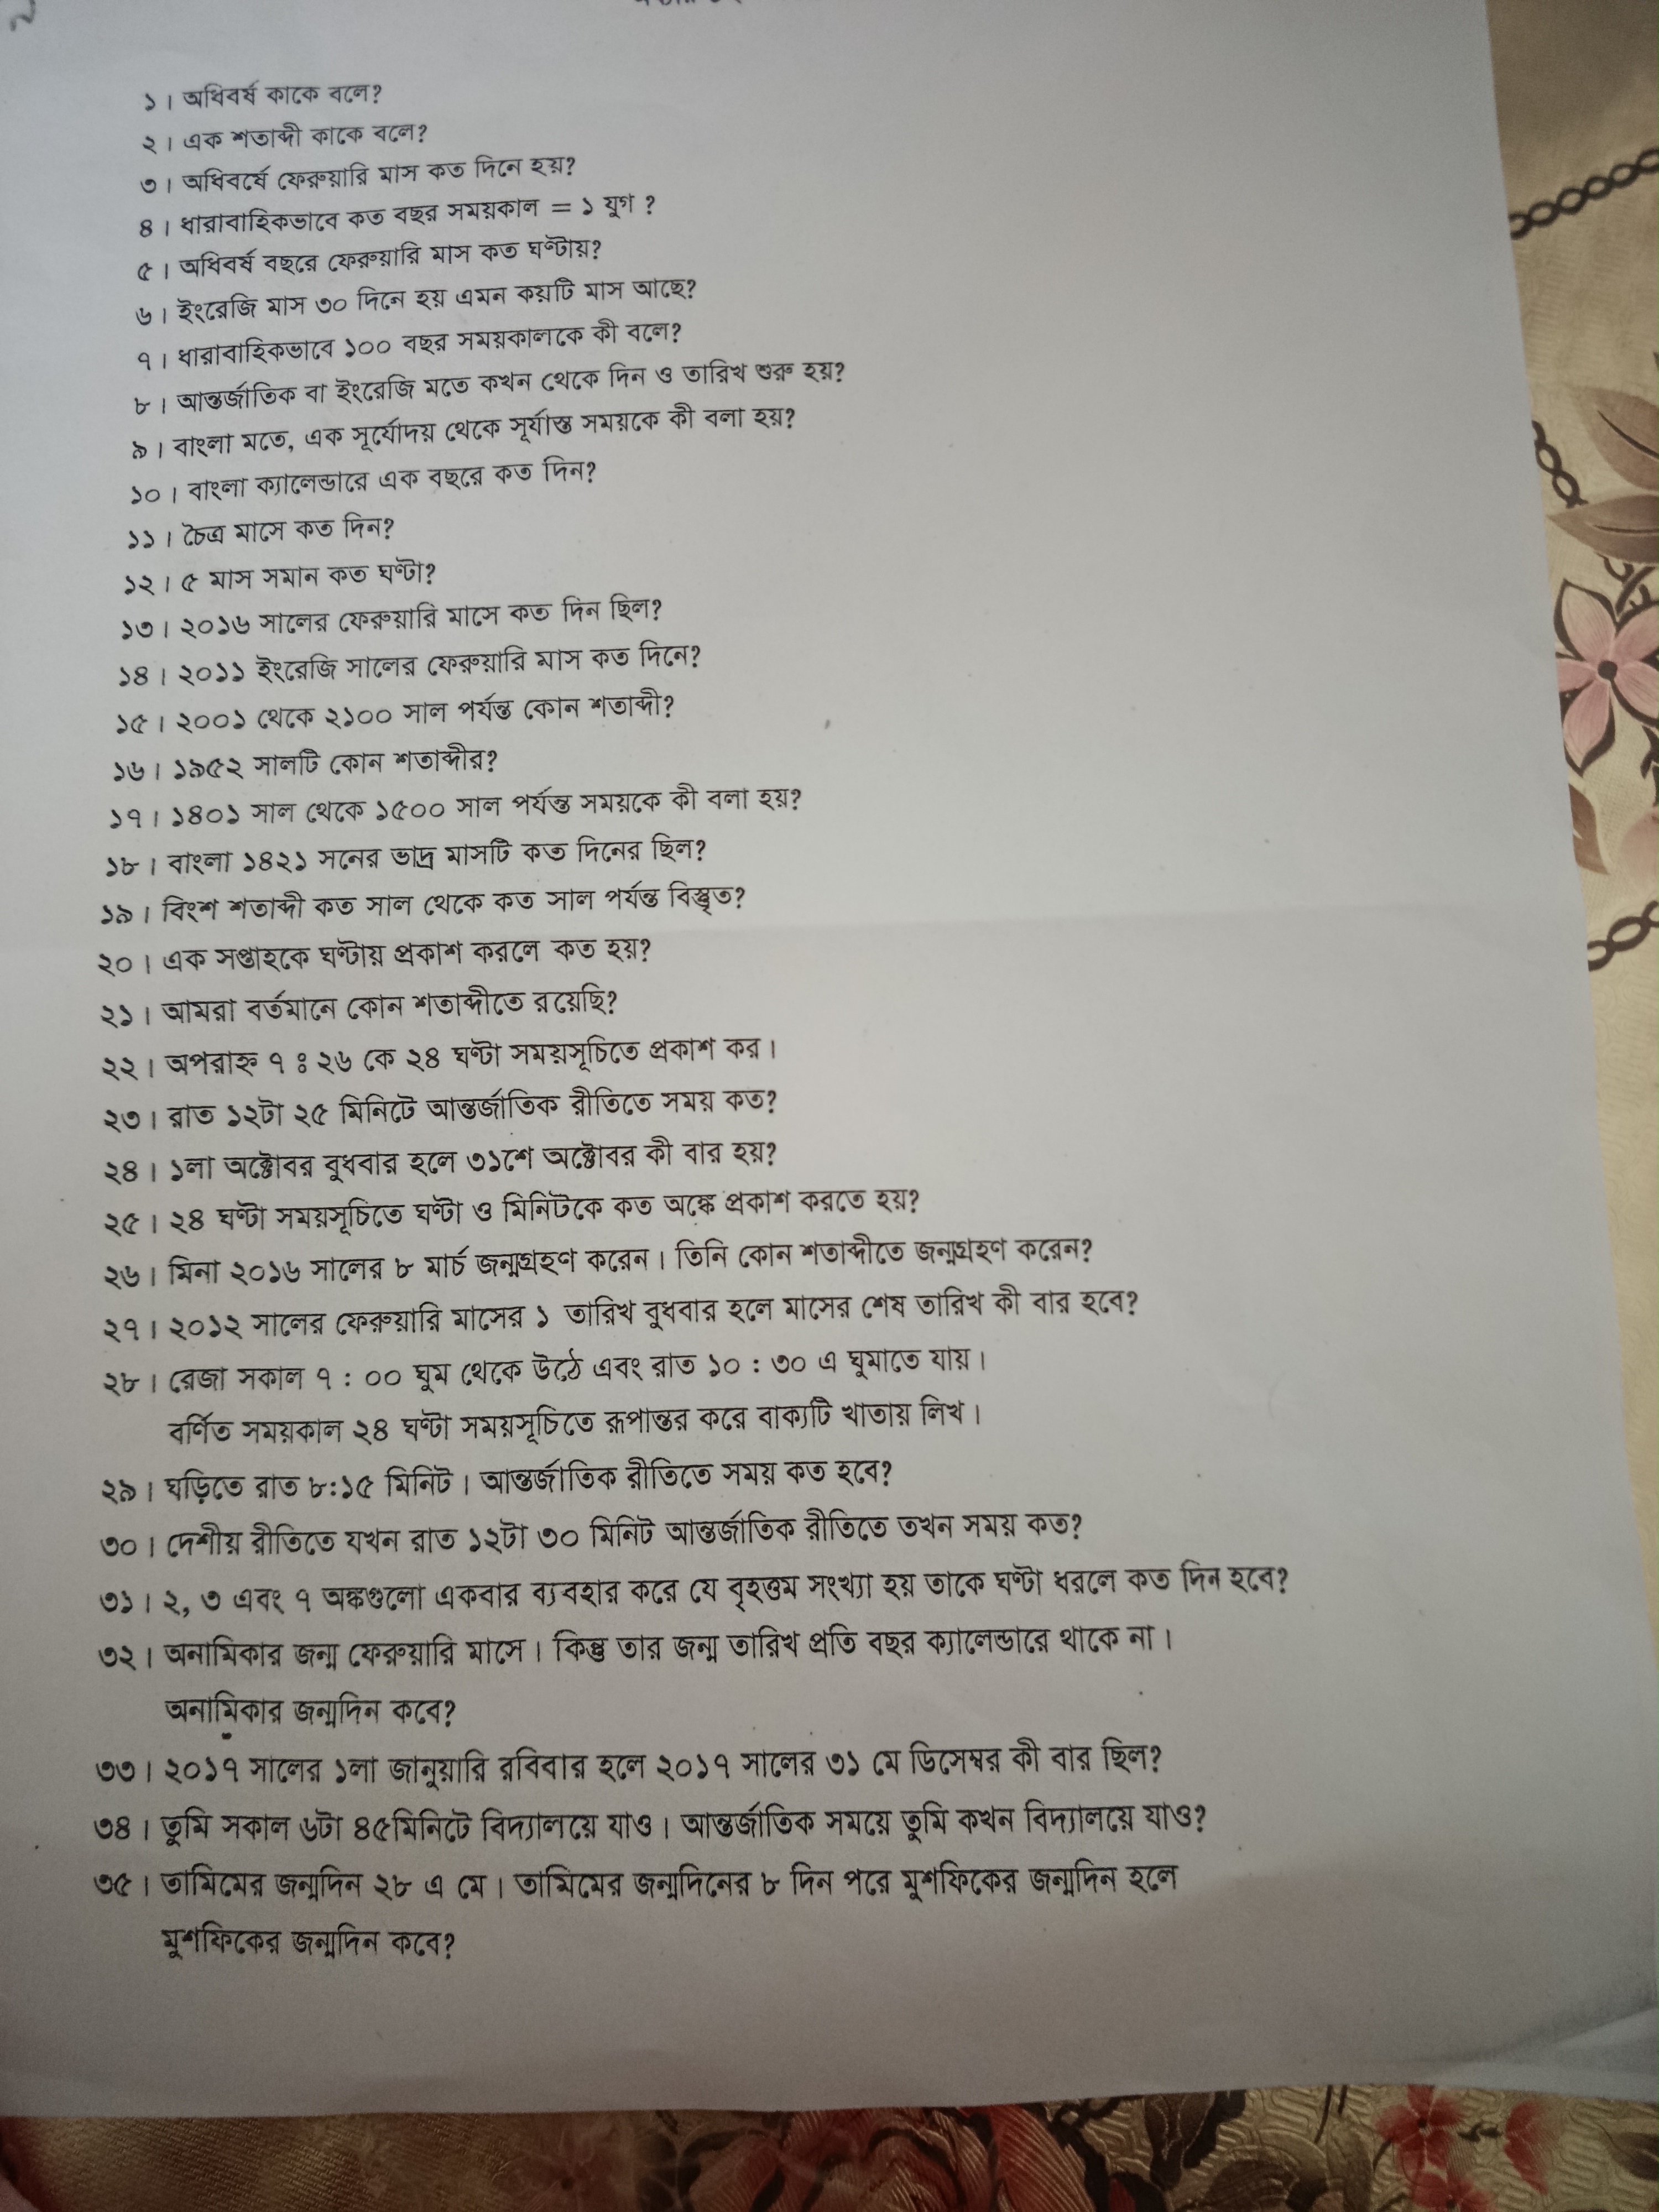 ১। অধিবর্ষ কাকে বলে?
২। এক শতাব্দী কাকে বলে?
৩। অধিবর্ষে ফেব্রুয়ারি মাস কত দিনে হয়?
৪। ধারাবাহিকভাবে কত বছর সময়কাল = ১ যুগ ?
৫। অধিবর্ষ বছরে ফেব্রুয়ারি মাস কত ঘণ্টায়?
৬। ইংরেজি মাস ৩০ দিনে হয় এমন কয়টি মাস আছে?
৭। ধারাবাহিকভাবে ১০০ বছর সময়কালকে কী বলে?
৮। আন্তর্জাতিক বা ইংরেজি মতে কখন থেকে দিন ও তারিখ শুরু হয়?
৯। বাংলা মতে, এক সূর্যোদয় থেকে সূর্যাস্ত সময়কে কী বলা হয়?
১০। বাংলা ক্যালেন্ডারে এক বছরে কত দিন?
১১। চৈত্র মাসে কত দিন?
১২। ৫ মাস সমান কত ঘণ্টা?
১৩। ২০১৬ সালের ফেব্রুয়ারি মাসে কত দিন ছিল?
১৪। ২০১১ ইংরেজি সালের ফেব্রুয়ারি মাস কত দিনে?
১৫। ২০০১ থেকে ২১০০ সাল পর্যন্ত কোন শতাব্দী?
১৬। ১৯৫২ সালটি কোন শতাব্দীর?
১৭। ১৪০১ সাল থেকে ১৫০০ সাল পর্যন্ত সময়কে কী বলা হয়?
১৮। বাংলা ১৪২১ সনের ভাদ্র মাসটি কত দিনের ছিল?
১৯। বিংশ শতাব্দী কত সাল থেকে কত সাল পর্যন্ত বিস্তৃত?
২০। এক সপ্তাহকে ঘণ্টায় প্রকাশ করলে কত হয়?
২১। আমরা বর্তমানে কোন শতাব্দীতে রয়েছি?
২২। অপরাহ্ন ৭ ঃ ২৬ কে ২৪ ঘণ্টা সময়সূচিতে প্রকাশ কর।
২৩। রাত ১২টা ২৫ মিনিটে আন্তর্জাতিক রীতিতে সময় কত?
২৪। ১লা অক্টোবর বুধবার হলে ৩১শে অক্টোবর কী বার হয়?
২৫। ২৪ ঘণ্টা সময়সূচিতে ঘণ্টা ও মিনিটকে কত অঙ্কে প্রকাশ করতে হয়?
২৬। মিনা ২০১৬ সালের ৮ মার্চ জন্মগ্রহণ করেন। তিনি কোন শতাব্দীতে জন্মগ্রহণ করেন?
২৭। ২০১২ সালের ফেব্রুয়ারি মাসের ১ তারিখ বুধবার হলে মাসের শেষ তারিখ কী বার হবে?
২৮। রেজা সকাল ৭ : ০০ ঘুম থেকে উঠে এবং রাত ১০ : ৩০ এ ঘুমাতে যায়।
বর্ণিত সময়কাল ২৪ ঘণ্টা সময়সূচিতে রূপান্তর করে বাক্যটি খাতায় লিখ।
২৯। ঘড়িতে রাত ৮:১৫ মিনিট। আন্তর্জাতিক রীতিতে সময় কত হবে?
৩০। দেশীয় রীতিতে যখন রাত ১২টা ৩০ মিনিট আন্তর্জাতিক রীতিতে তখন সময় কত?
৩১। ২, ৩ এবং ৭ অঙ্কগুলো একবার ব্যবহার করে যে বৃহত্তম সংখ্যা হয় তাকে ঘণ্টা ধরলে কত দিন হবে?
৩২। অনামিকার জন্ম ফেব্রুয়ারি মাসে। কিন্তু তার জন্ম তারিখ প্রতি বছর ক্যালেন্ডারে থাকে না।
অনামিকার জন্মদিন কবে?
৩৩। ২০১৭ সালের ১লা জানুয়ারি রবিবার হলে ২০১৭ সালের ৩১ মে ডিসেম্বর কী বার ছিল?
৩৪। তুমি সকাল ৬টা ৪৫মিনিটে বিদ্যালয়ে যাও। আন্তর্জাতিক সময়ে তুমি কখন বিদ্যালয়ে যাও?
৩৫। তামিমের জন্মদিন ২৮ এ মে। তামিমের জন্মদিনের ৮ দিন পরে মুশফিকের জন্মদিন হলে
মুশফিকের জন্মদিন কবে?